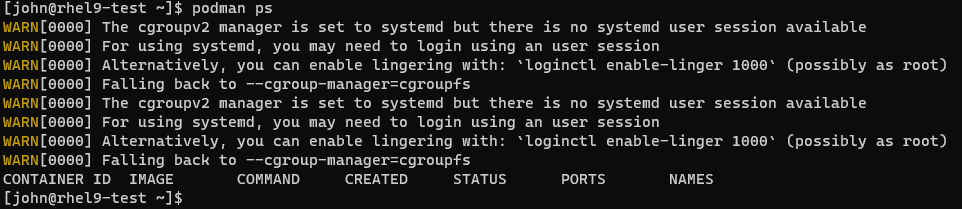 [john@rhel9-test ~]$ podman ps
WARN[0000] The cgroupv2 manager is set to systemd but there is no systemd user session available
WARN[0000] For using systemd, you may need to login using an user session
WARN[0000] Alternatively, you can enable lingering with: `loginctl enable-linger 1000` (possibly as root)
WARN[0000] Falling back to --cgroup-manager=cgroupfs
WARN[0000] The cgroupv2 manager is set to systemd but there is no systemd user session available
WARN[0000] For using systemd, you may need to login using an user session
WARN[0000] Alternatively, you can enable lingering with: `loginctl enable-linger 1000` (possibly as root)
WARN[0000] Falling back to --cgroup-manager=cgroupfs
CONTAINER ID  IMAGE       COMMAND     CREATED     STATUS      PORTS       NAMES
[john@rhel9-test ~]$